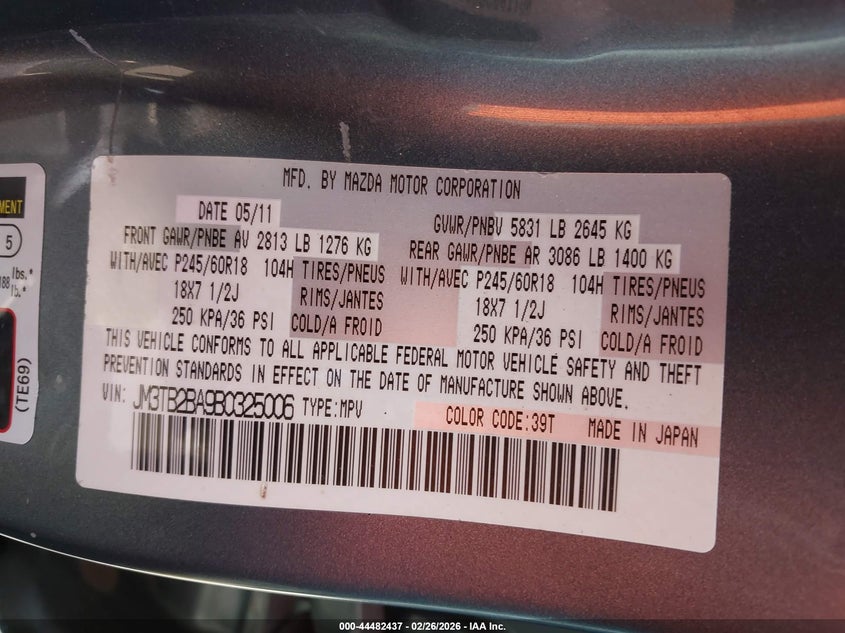 MFD. BY MAZDA MOTOR CORPORATION
DATE 05/11
GVWR/PNBV 5831 LB 2645 KG
FRONT GAWR/PNBE AV 2813 LB 1276 KG
REAR GAWR/PNBE AR 3086 LB 1400 KG
WITH/AVEC P245/60R18 104H TIRES/PNEUS
WITH/AVEC P245/60R18 104H TIRES/PNEUS
18X7 1/2J RIMS/JANTES
18X7 1/2J RIMS/JANTES
250 KPA/36 PSI COLD/A FROID
250 KPA/36 PSI COLD/A FROID
THIS VEHICLE CONFORMS TO ALL APPLICABLE FEDERAL MOTOR VEHICLE SAFETY AND THEFT
PREVENTION STANDARDS IN EFFECT ON THE DATE OF MANUFACTURE SHOWN ABOVE.
VIN: JM3TB2BA9B0325006 TYPE:MPV
COLOR CODE:39T MADE IN JAPAN
5
lbs.*
lb.*
(TE69)
000-44482437 - 02/26/2026 - IAA Inc.